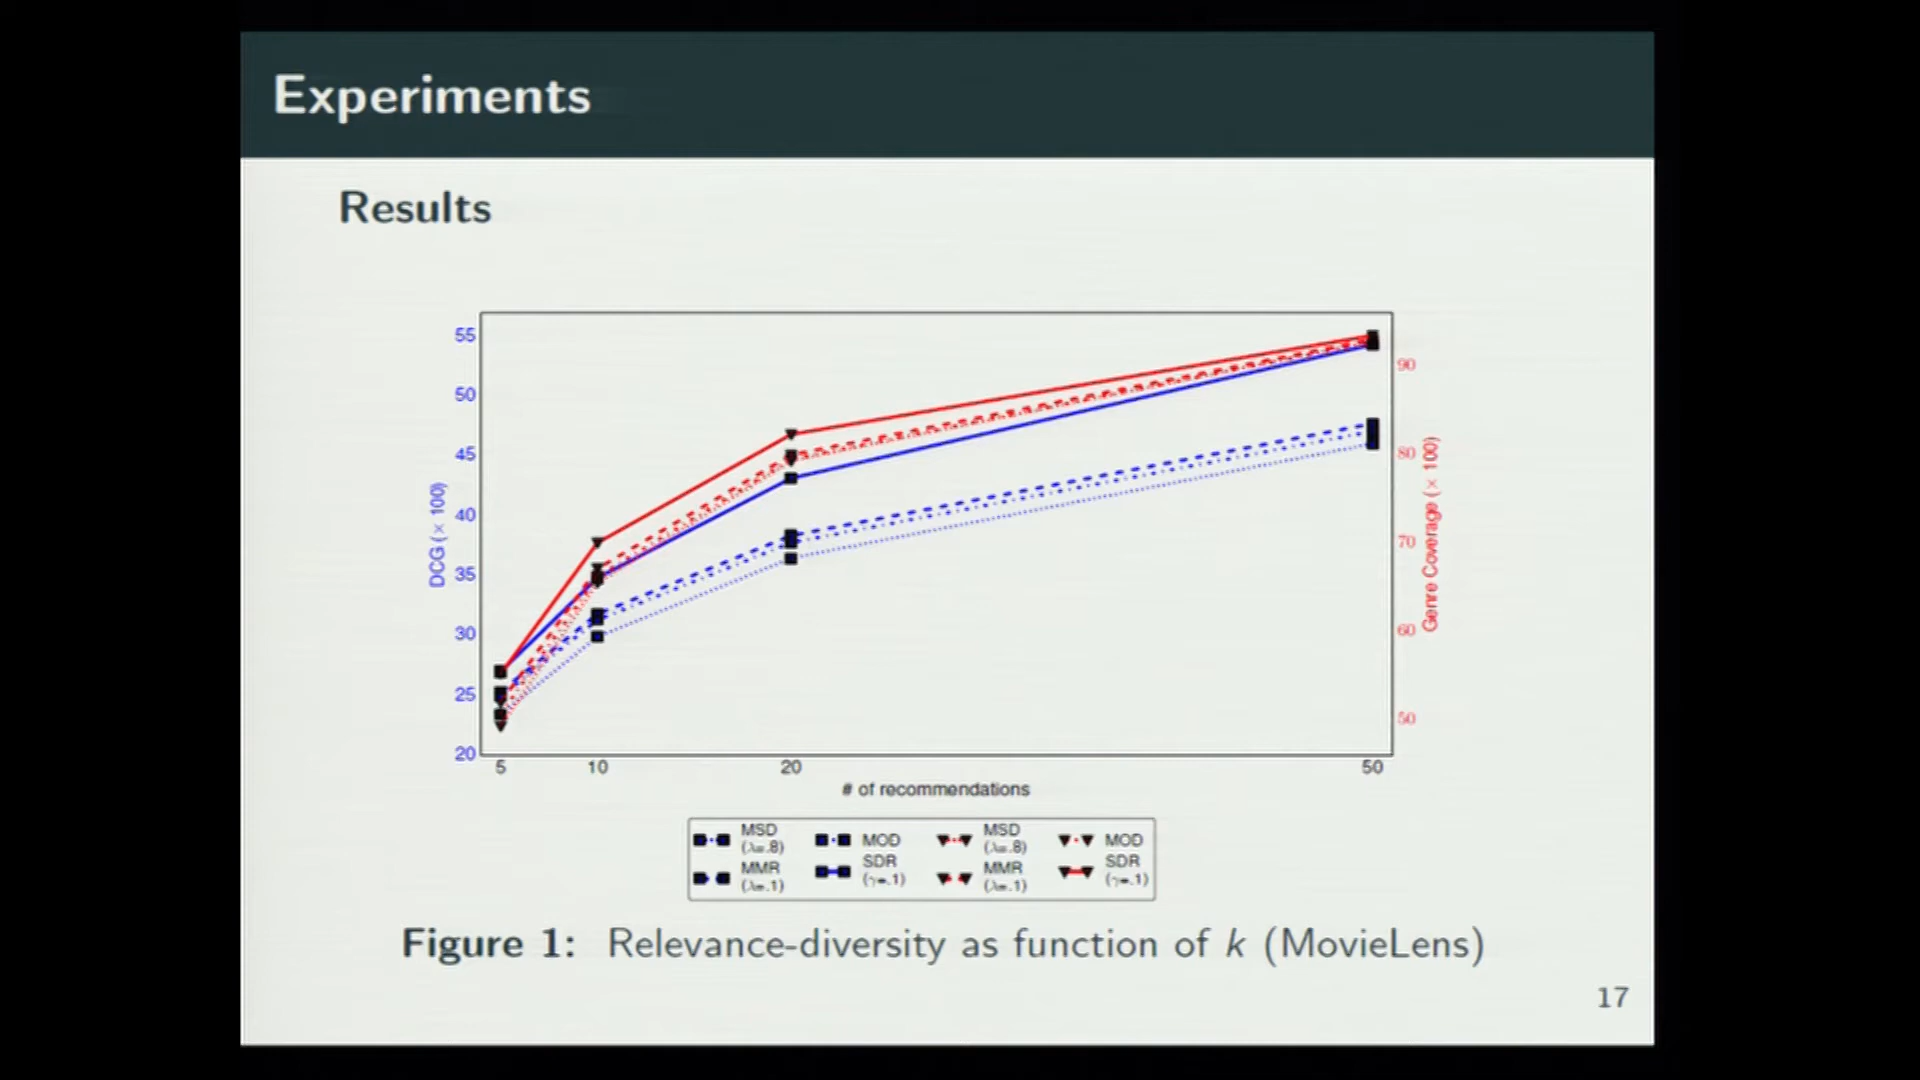 Experiments
Results
55
50
45
40
35
30
25
20
DCG (× 100)
90
80
70
60
50
Genre Coverage (× 100)
5 10 20 50
# of recommendations
MSD (λ=.8) MOD MSD (λ=.8) MOD
MMR (λ=.1) SDR (γ=.1) MMR (λ=.1) SDR (γ=.1)
Figure 1: Relevance-diversity as function of k (MovieLens)
17